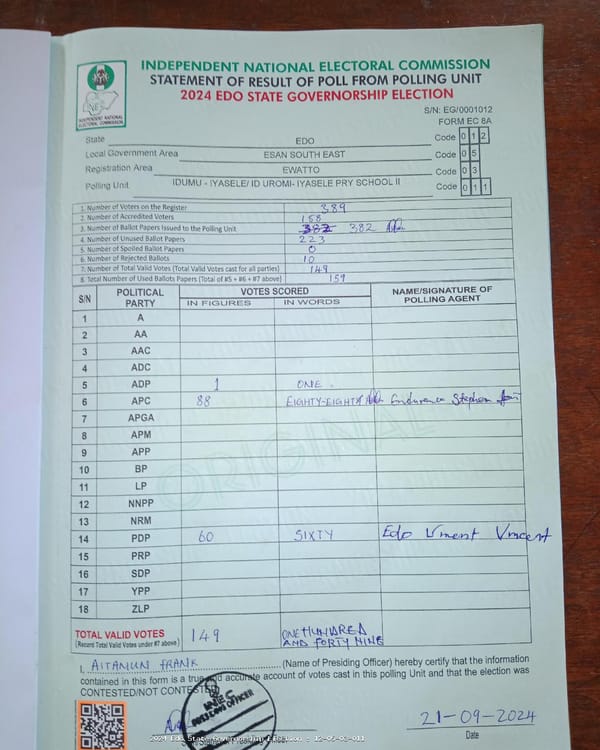 INDEPENDENT NATIONAL ELECTORAL COMMISSION
STATEMENT OF RESULT OF POLL FROM POLLING UNIT
2024 EDO STATE GOVERNORSHIP ELECTION
INEC
INDEPENDENT NATIONAL
ELECTORAL COMMISSION
S/N: EG/0001012
FORM EC 8A
State EDO Code 0 1 2
Local Government Area ESAN SOUTH EAST Code 0 5
Registration Area EWATTO Code 0 3
Polling Unit IDUMU - IYASELE/ ID UROMI- IYASELE PRY SCHOOL II Code 0 1 1
1. Number of Voters on the Register 389
2. Number of Accredited Voters 158
3. Number of Ballot Papers Issued to the Polling Unit 382 382
4. Number of Unused Ballot Papers 223
5. Number of Spoiled Ballot Papers 0
6. Number of Rejected Ballots 10
7. Number of Total Valid Votes (Total Valid Votes cast for all parties) 149
8. Total Number of Used Ballots Papers (Total of #5 + #6 + #7 above) 159
S/N POLITICAL PARTY VOTES SCORED NAME/SIGNATURE OF POLLING AGENT
IN FIGURES IN WORDS
1 A
2 AA
3 AAC
4 ADC
5 ADP 1 ONE
6 APC 88 EIGHTY-EIGHT Endurance Stephen
7 APGA
8 APM
9 APP
10 BP
11 LP
12 NNPP
13 NRM
14 PDP 60 SIXTY Edo Vincent Vincent
15 PRP
16 SDP
17 YPP
18 ZLP
ORIGINAL
TOTAL VALID VOTES 149 ONE HUNDRED AND FORTY NINE
(Record Total Valid Votes under #7 above)
I, AITAMUN FRANK (Name of Presiding Officer) hereby certify that the information
contained in this form is a true and accurate account of votes cast in this Polling Unit and that the election was
CONTESTED/NOT CONTESTED
INEC
PRESIDING OFFICER
21-09-2024
Date
2024 Edo State Governorship Election - 12-05-03-011